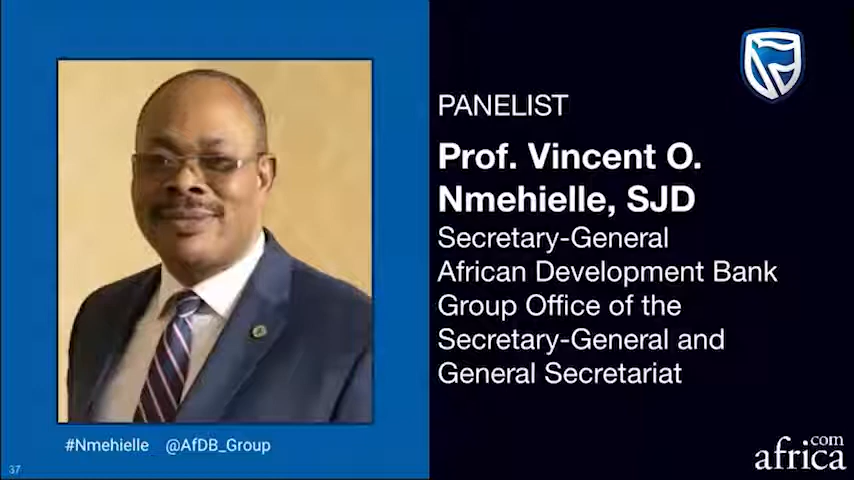 PANELIST
Prof. Vincent O.
Nmehielle, SJD
Secretary-General
African Development Bank
Group Office of the
Secretary-General and
General Secretariat
#Nmehielle @AfDB_Group
37
.com
africa